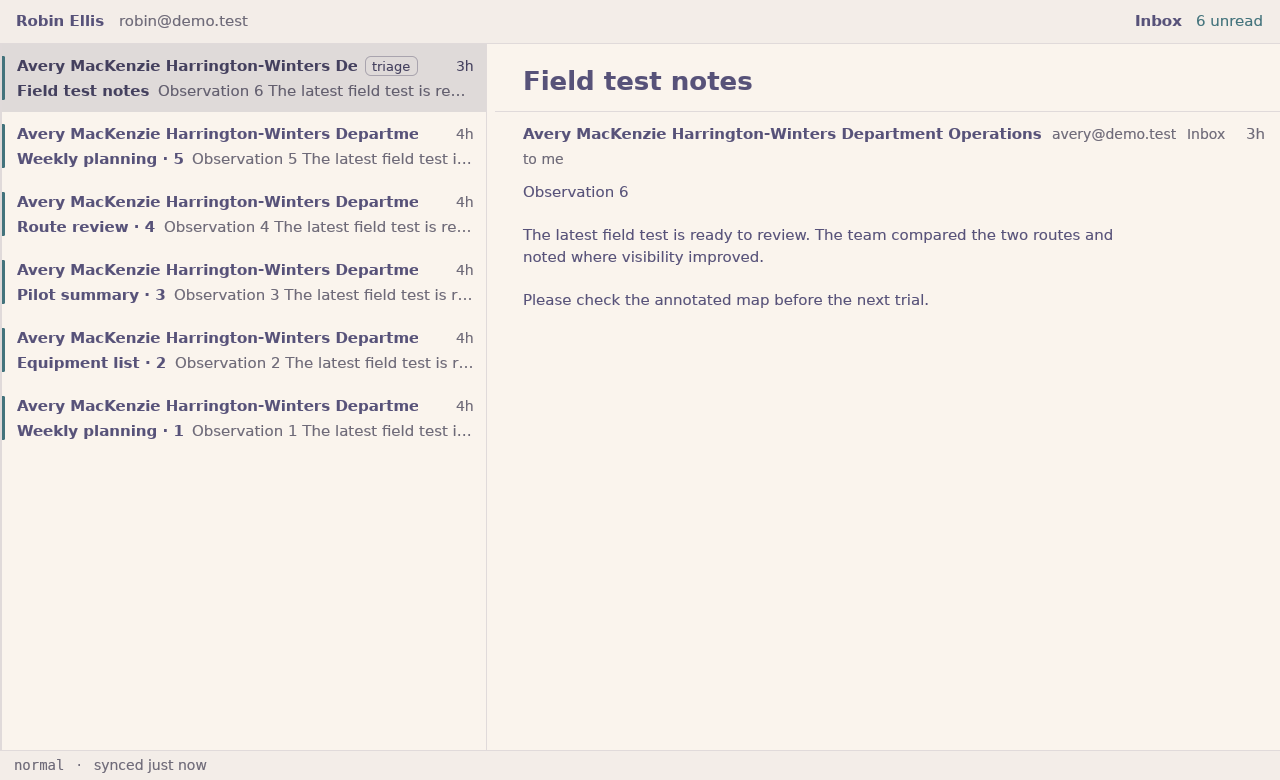 Robin Ellis robin@demo.test Inbox 6 unread
Avery MacKenzie Harrington-Winters De triage 3h
Field test notes Observation 6 The latest field test is re…
Avery MacKenzie Harrington-Winters Departme 4h
Weekly planning · 5 Observation 5 The latest field test i…
Avery MacKenzie Harrington-Winters Departme 4h
Route review · 4 Observation 4 The latest field test is re…
Avery MacKenzie Harrington-Winters Departme 4h
Pilot summary · 3 Observation 3 The latest field test is r…
Avery MacKenzie Harrington-Winters Departme 4h
Equipment list · 2 Observation 2 The latest field test is r…
Avery MacKenzie Harrington-Winters Departme 4h
Weekly planning · 1 Observation 1 The latest field test i…
Field test notes
Avery MacKenzie Harrington-Winters Department Operations avery@demo.test Inbox 3h
to me
Observation 6
The latest field test is ready to review. The team compared the two routes and
noted where visibility improved.
Please check the annotated map before the next trial.
normal · synced just now